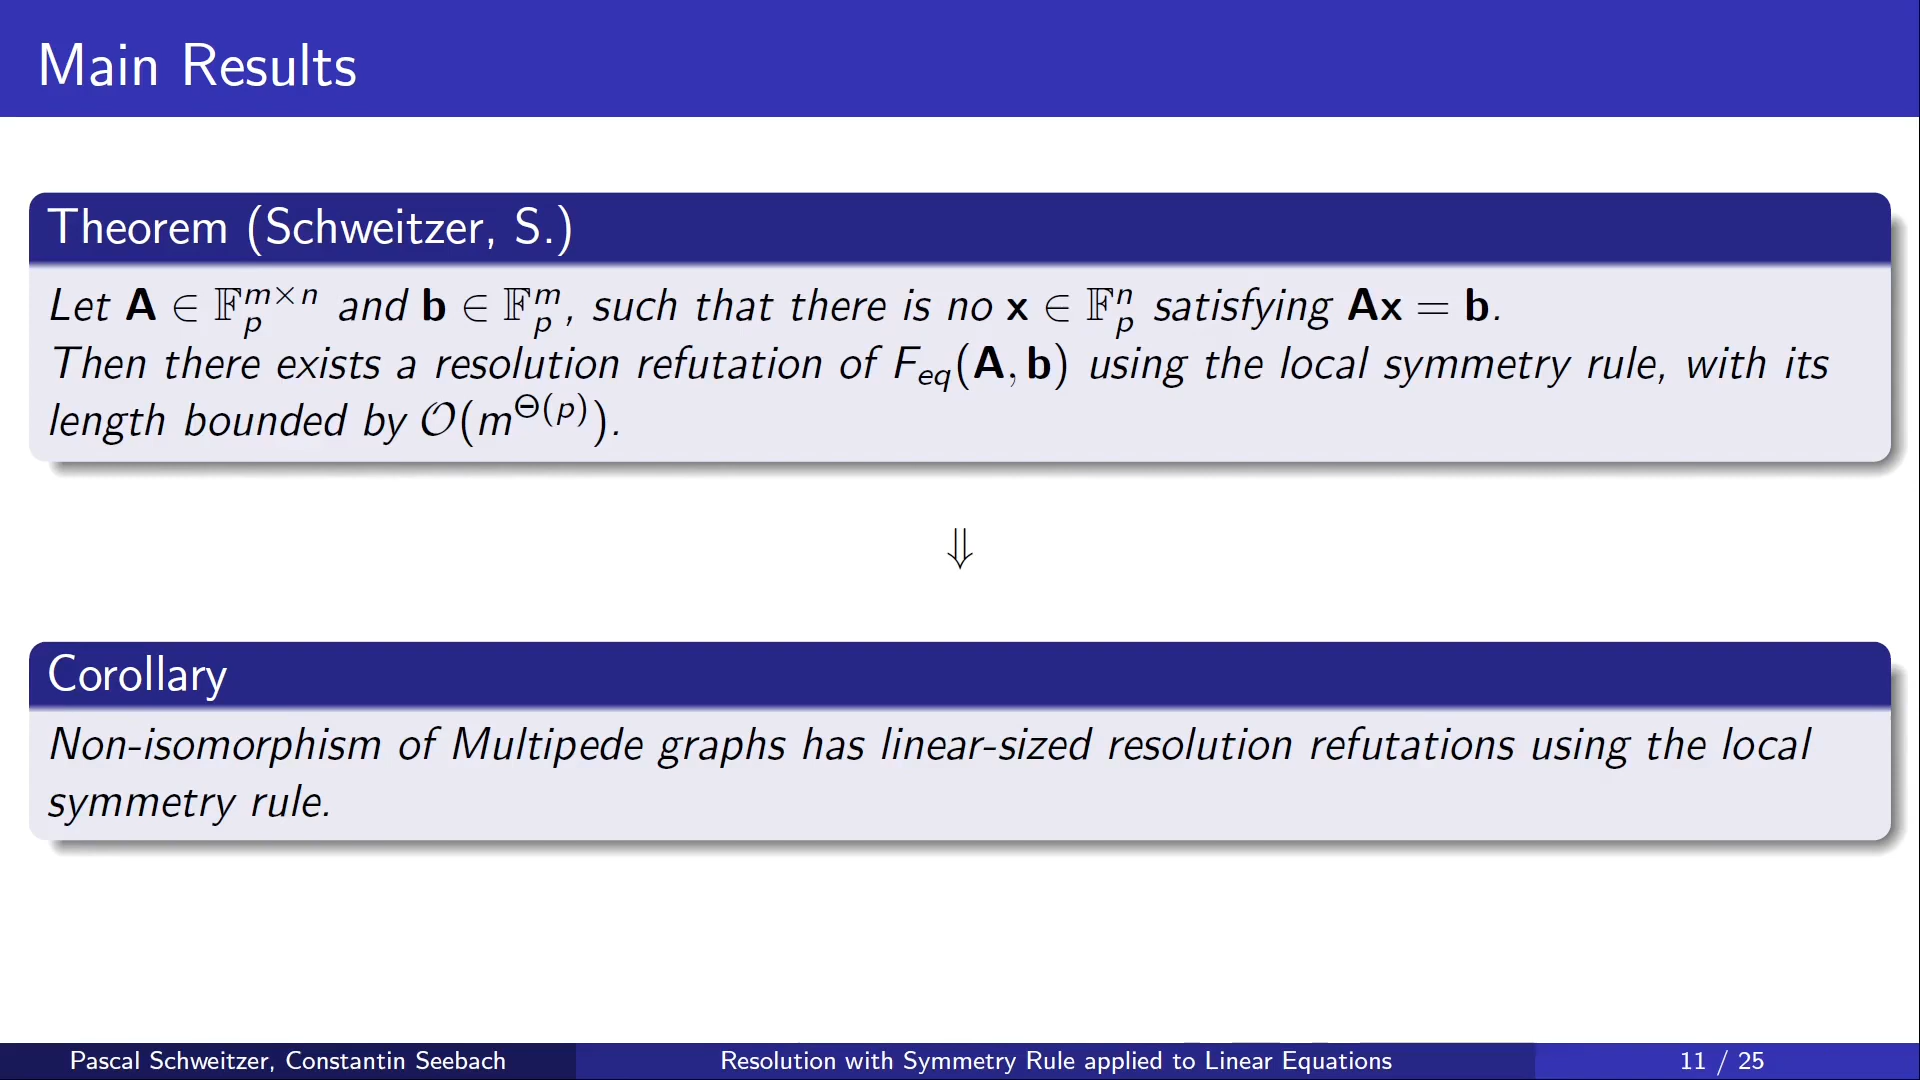 Main Results
Theorem (Schweitzer, S.)
Let 𝐀 ∈ 𝔽ₚᵐˣⁿ and 𝐛 ∈ 𝔽ₚᵐ, such that there is no 𝐱 ∈ 𝔽ₚⁿ satisfying 𝐀𝐱 = 𝐛.
Then there exists a resolution refutation of F_eq(𝐀, 𝐛) using the local symmetry rule, with its
length bounded by 𝒪(m^Θ(p)).
⇓
Corollary
Non-isomorphism of Multipede graphs has linear-sized resolution refutations using the local
symmetry rule.
Pascal Schweitzer, Constantin Seebach
Resolution with Symmetry Rule applied to Linear Equations
11 / 25